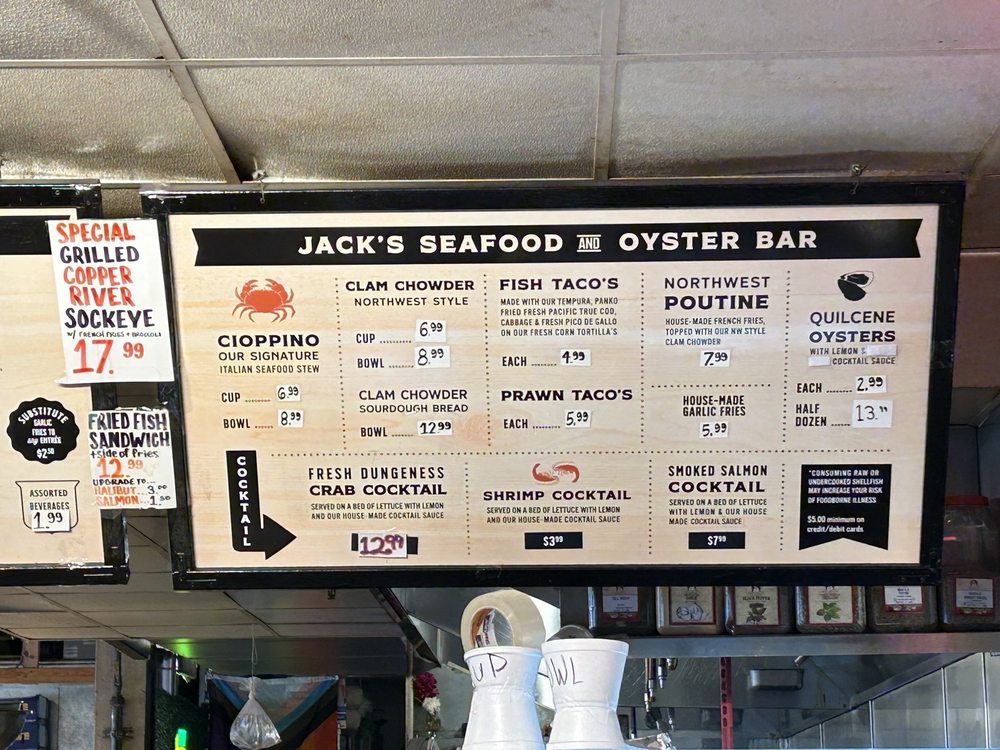 SPECIAL
GRILLED
COPPER
RIVER
SOCKEYE
W/ FRENCH FRIES + BROCCOLI
17.99
SUBSTITUTE
GARLIC
FRIES TO
any ENTRÉE
$2.50
ASSORTED
BEVERAGES
1.99
FRIED FISH
SANDWICH
+ side of fries
12.99
UPGRADE TO...
HALIBUT...3.00
SALMON...1.50
JACK'S SEAFOOD AND OYSTER BAR
CIOPPINO
OUR SIGNATURE
ITALIAN SEAFOOD STEW
CUP ........ 6.99
BOWL ........ 8.99
CLAM CHOWDER
NORTHWEST STYLE
CUP .......... 6.99
BOWL ........ 8.99
CLAM CHOWDER
SOURDOUGH BREAD
BOWL ........ 12.99
FISH TACO'S
MADE WITH OUR TEMPURA, PANKO
FRIED FRESH PACIFIC TRUE COD,
CABBAGE & FRESH PICO DE GALLO
ON OUR FRESH CORN TORTILLA'S
EACH ........ 4.99
PRAWN TACO'S
EACH ........ 5.99
NORTHWEST
POUTINE
HOUSE-MADE FRENCH FRIES,
TOPPED WITH OUR NW STYLE
CLAM CHOWDER
7.99
HOUSE-MADE
GARLIC FRIES
5.99
QUILCENE
OYSTERS
WITH LEMON &
COCKTAIL SAUCE
EACH ........ 2.99
HALF
DOZEN ..... 13.99
COCKTAIL
FRESH DUNGENESS
CRAB COCKTAIL
SERVED ON A BED OF LETTUCE WITH LEMON
AND OUR HOUSE-MADE COCKTAIL SAUCE
12.99
SHRIMP COCKTAIL
SERVED ON A BED OF LETTUCE WITH LEMON
AND OUR HOUSE-MADE COCKTAIL SAUCE
$3.99
SMOKED SALMON
COCKTAIL
SERVED ON A BED OF LETTUCE
WITH LEMON & OUR HOUSE
MADE COCKTAIL SAUCE
$7.99
*CONSUMING RAW OR
UNDERCOOKED SHELLFISH
MAY INCREASE YOUR RISK
OF FOODBORNE ILLNESS
$5.00 minimum on
credit/debit cards
BLACK PEPPER
UP
WL